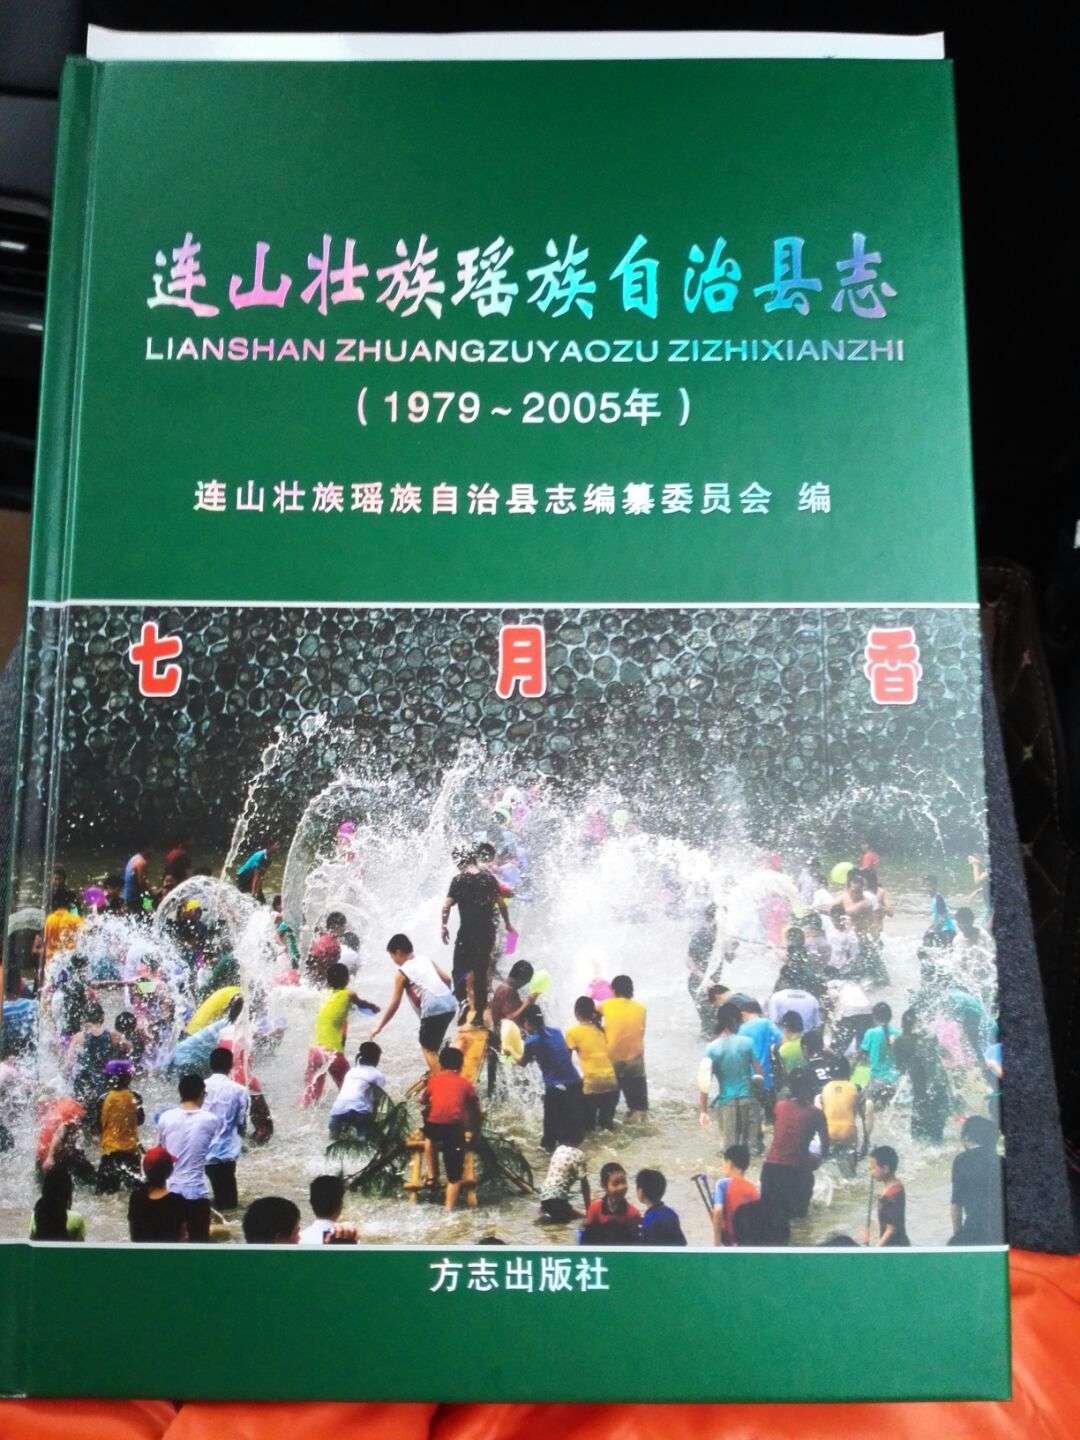 连山壮族瑶族自治县志
LIANSHAN ZHUANGZUYAOZU ZIZHIXIANZHI
（1979～2005年）
连山壮族瑶族自治县志编纂委员会 编
七月香
方志出版社